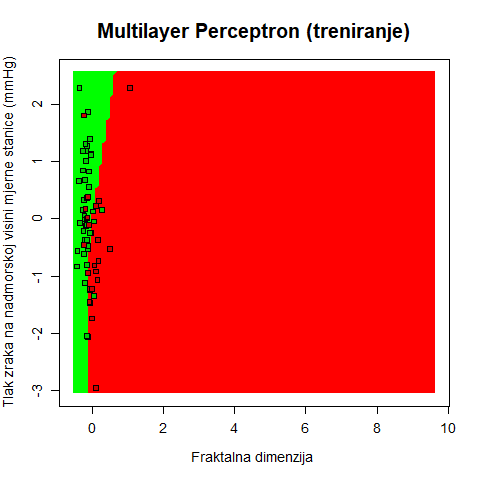 Multilayer Perceptron (treniranje)
Tlak zraka na nadmorskoj visini mjerne stanice (mmHg)
2
1
0
-1
-2
-3
0 2 4 6 8 10
Fraktalna dimenzija